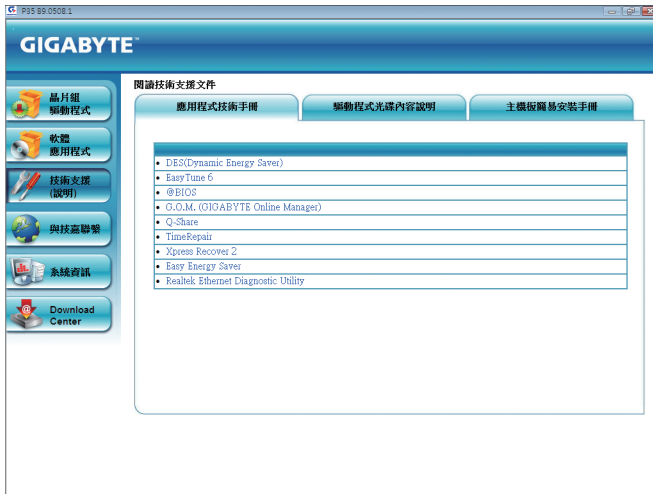 P35 B9.0508.1
GIGABYTE™
閱讀技術支援文件
應用程式技術手冊
驅動程式光碟內容說明
主機板簡易安裝手冊
晶片組
驅動程式
軟體
應用程式
技術支援
(說明)
與技嘉聯繫
系統資訊
Download
Center
• DES(Dynamic Energy Saver)
• EasyTune 6
• @BIOS
• G.O.M. (GIGABYTE Online Manager)
• Q-Share
• TimeRepair
• Xpress Recover 2
• Easy Energy Saver
• Realtek Ethernet Diagnostic Utility